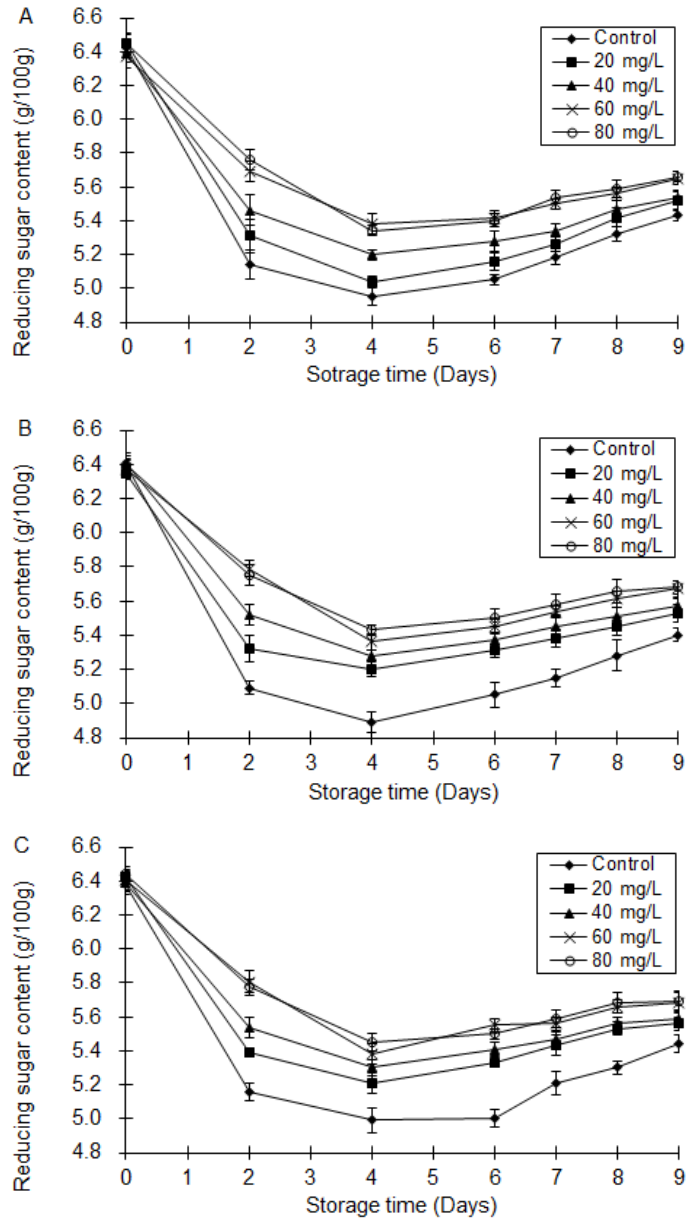 A
Reducing sugar content (g/100g)
6.6
6.4
6.2
6.0
5.8
5.6
5.4
5.2
5.0
4.8
Control
20 mg/L
40 mg/L
60 mg/L
80 mg/L
0 1 2 3 4 5 6 7 8 9
Sotrage time (Days)
B
Reducing sugar content (g/100g)
6.6
6.4
6.2
6.0
5.8
5.6
5.4
5.2
5.0
4.8
Control
20 mg/L
40 mg/L
60 mg/L
80 mg/L
0 1 2 3 4 5 6 7 8 9
Storage time (Days)
C
Reducing sugar content (g/100g)
6.6
6.4
6.2
6.0
5.8
5.6
5.4
5.2
5.0
4.8
Control
20 mg/L
40 mg/L
60 mg/L
80 mg/L
0 1 2 3 4 5 6 7 8 9
Storage time (Days)